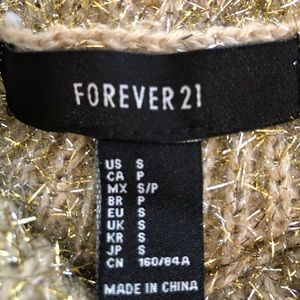 FOREVER 21
US S
CA P
MX S/P
BR P
EU S
UK S
KR S
JP S
CN 160/84A
MADE IN CHINA